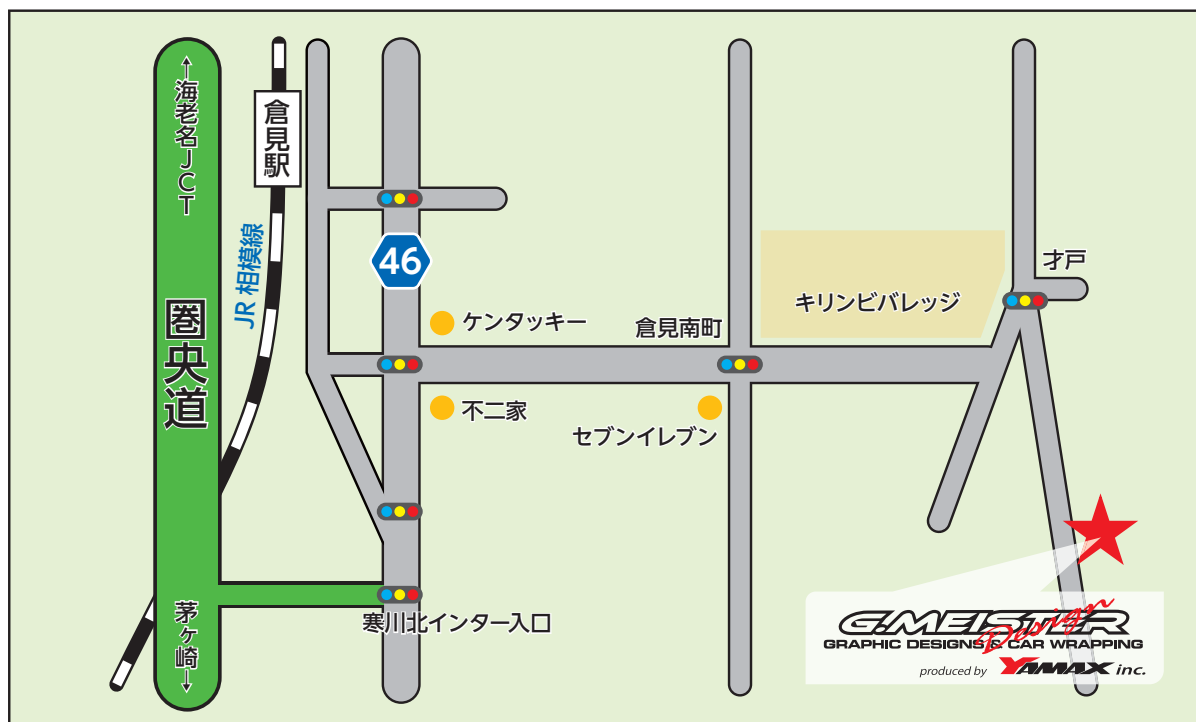 ↑海老名JCT
倉見駅
JR 相模線
46
圏央道
ケンタッキー
倉見南町
キリンビバレッジ
才戸
不二家
セブンイレブン
茅ヶ崎↓
寒川北インター入口
G.MEISTER
Design
GRAPHIC DESIGNS & CAR WRAPPING
produced by YAMAX inc.